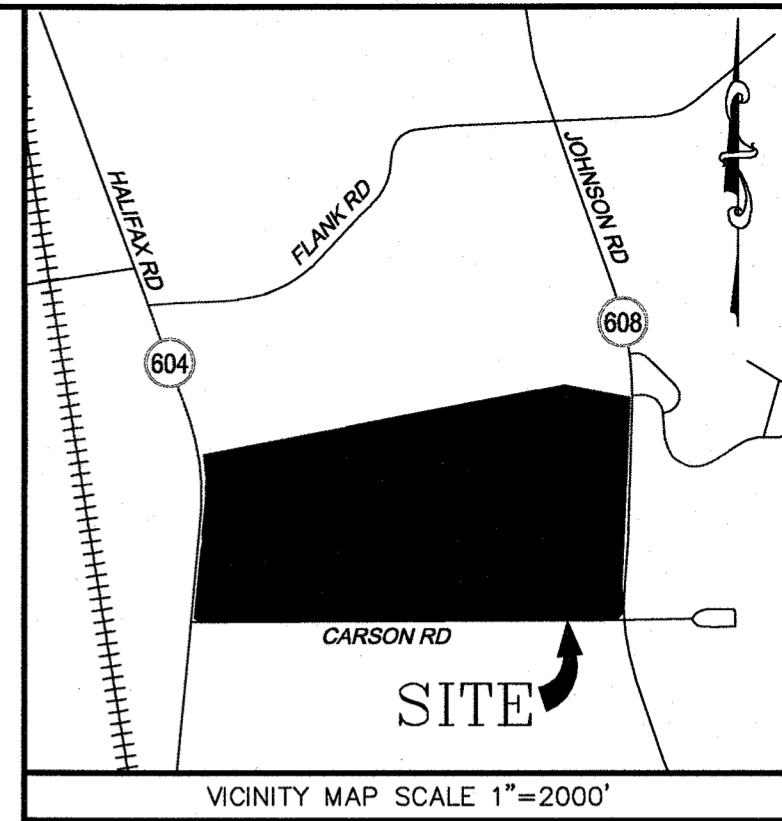 HALIFAX RD
FLANK RD
JOHNSON RD
608
604
CARSON RD
SITE
VICINITY MAP SCALE 1"=2000'